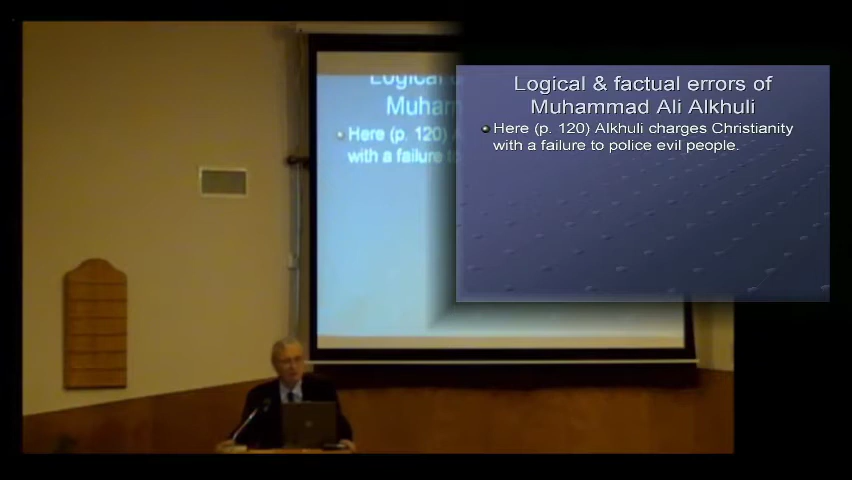 Logical
Muham
Here (p. 120)
with a failure to
Logical & factual errors of
Muhammad Ali Alkhuli
Here (p. 120) Alkhuli charges Christianity
with a failure to police evil people.